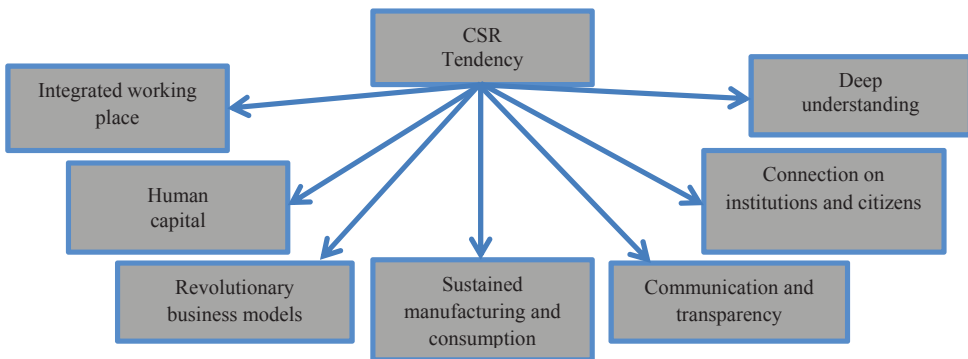 CSR
Tendency
Integrated working
place
Deep
understanding
Human
capital
Connection on
institutions and citizens
Revolutionary
business models
Sustained
manufacturing and
consumption
Communication and
transparency